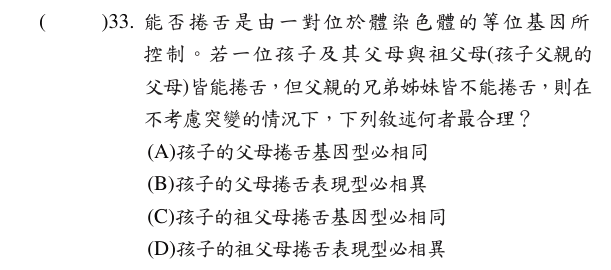 (　　)33. 能否捲舌是由一對位於體染色體的等位基因所
控制。若一位孩子及其父母與祖父母(孩子父親的
父母)皆能捲舌，但父親的兄弟姊妹皆不能捲舌，則在
不考慮突變的情況下，下列敘述何者最合理？
(A)孩子的父母捲舌基因型必相同
(B)孩子的父母捲舌表現型必相異
(C)孩子的祖父母捲舌基因型必相同
(D)孩子的祖父母捲舌表現型必相異